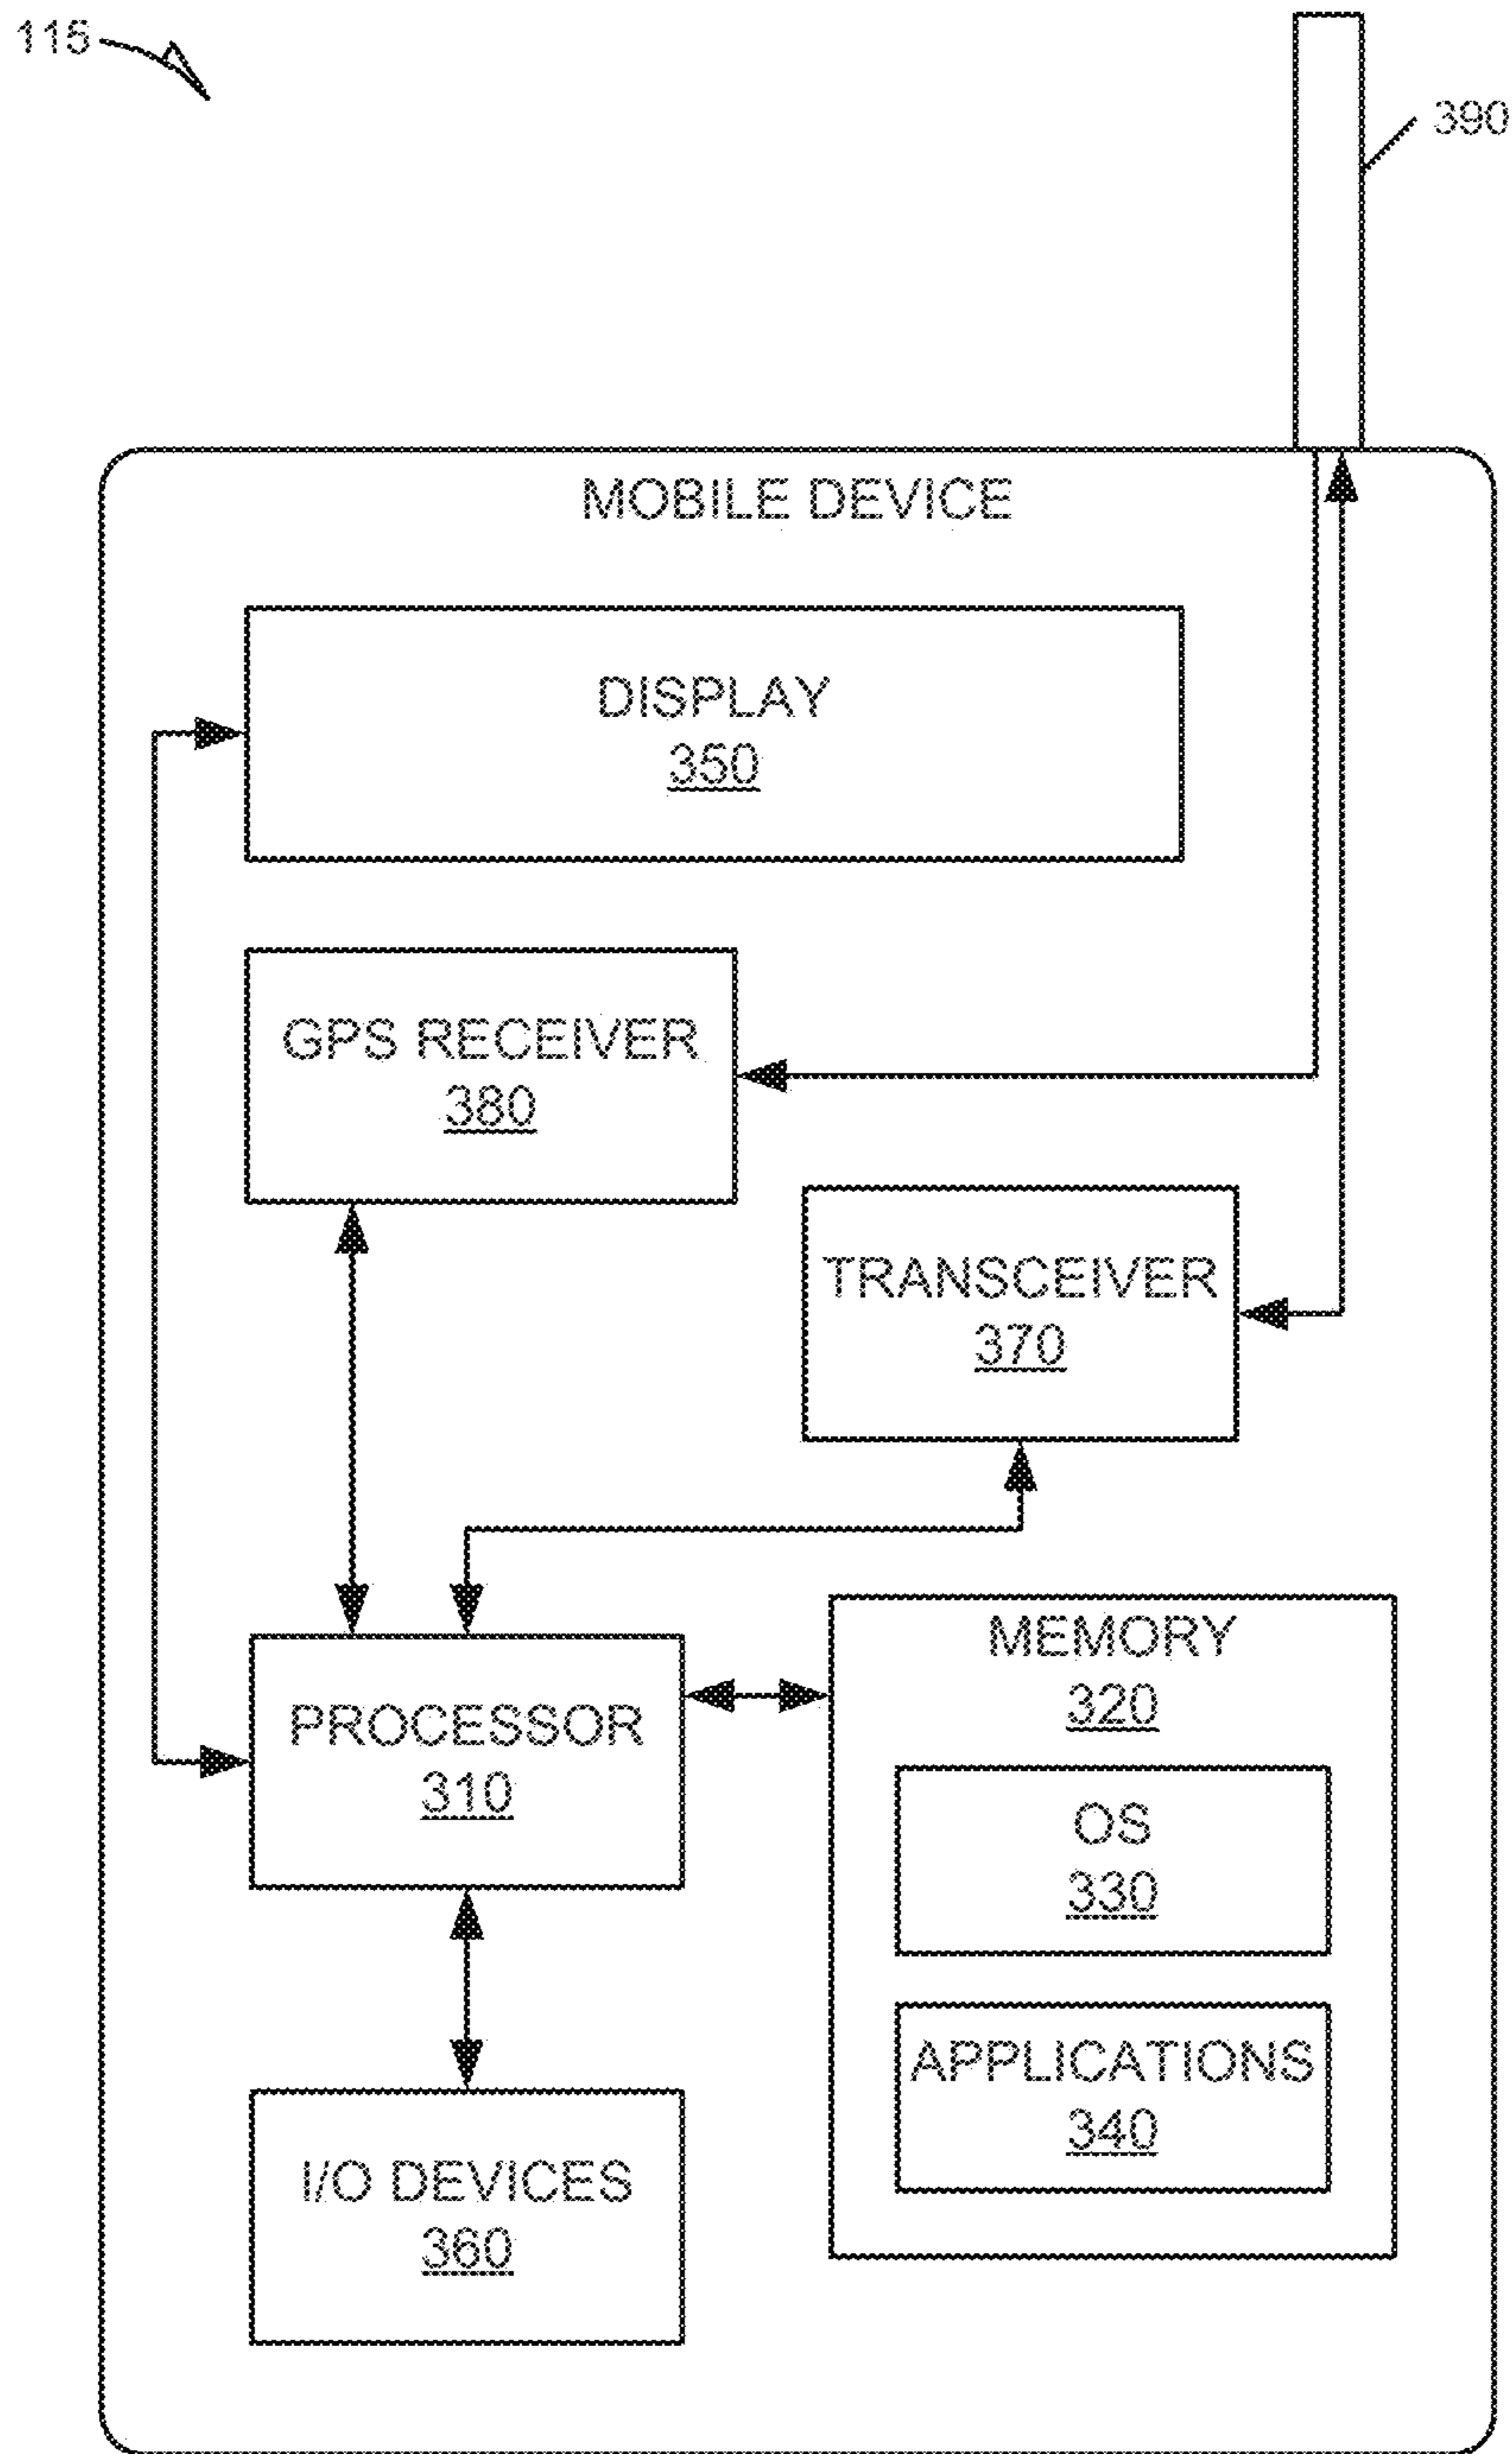 115
390
MOBILE DEVICE
DISPLAY
350
GPS RECEIVER
380
TRANSCEIVER
370
PROCESSOR
310
MEMORY
320
OS
330
APPLICATIONS
340
I/O DEVICES
360